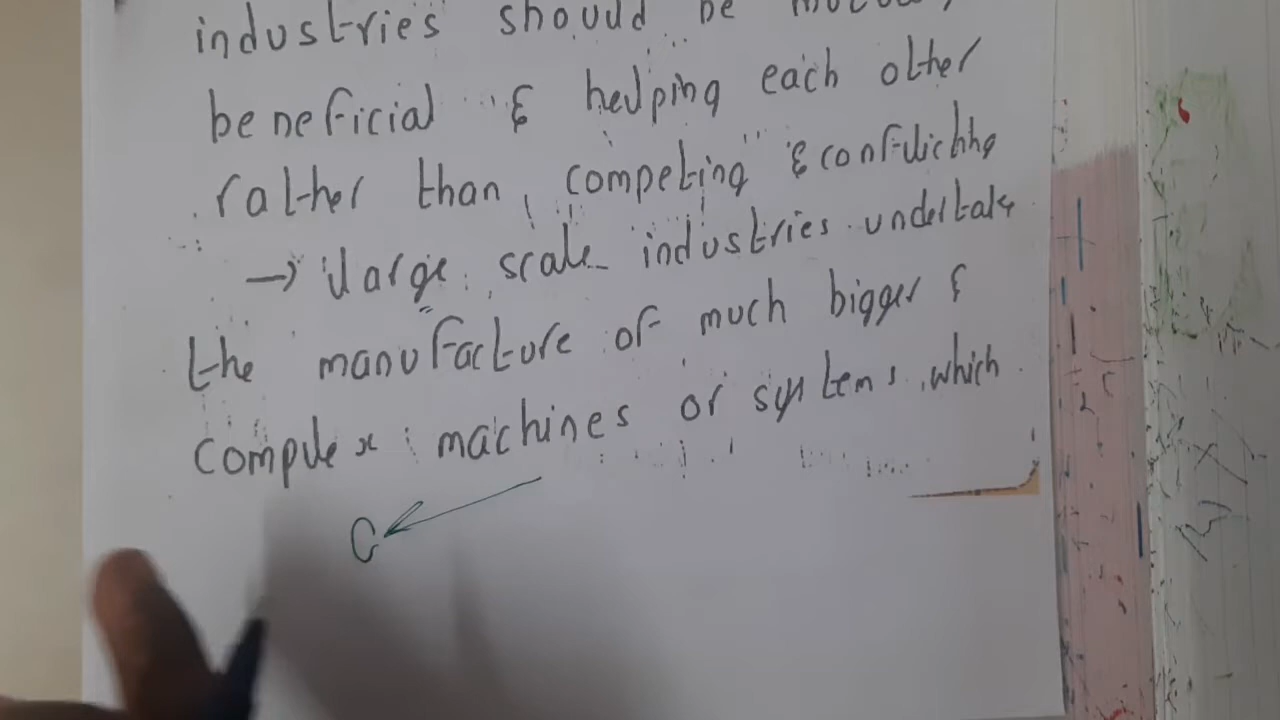 industries should be
beneficial & helping each other
rather than competing & conflicting
→ large scale industries undertake
the manufacture of much bigger &
complex machines or systems, which
C